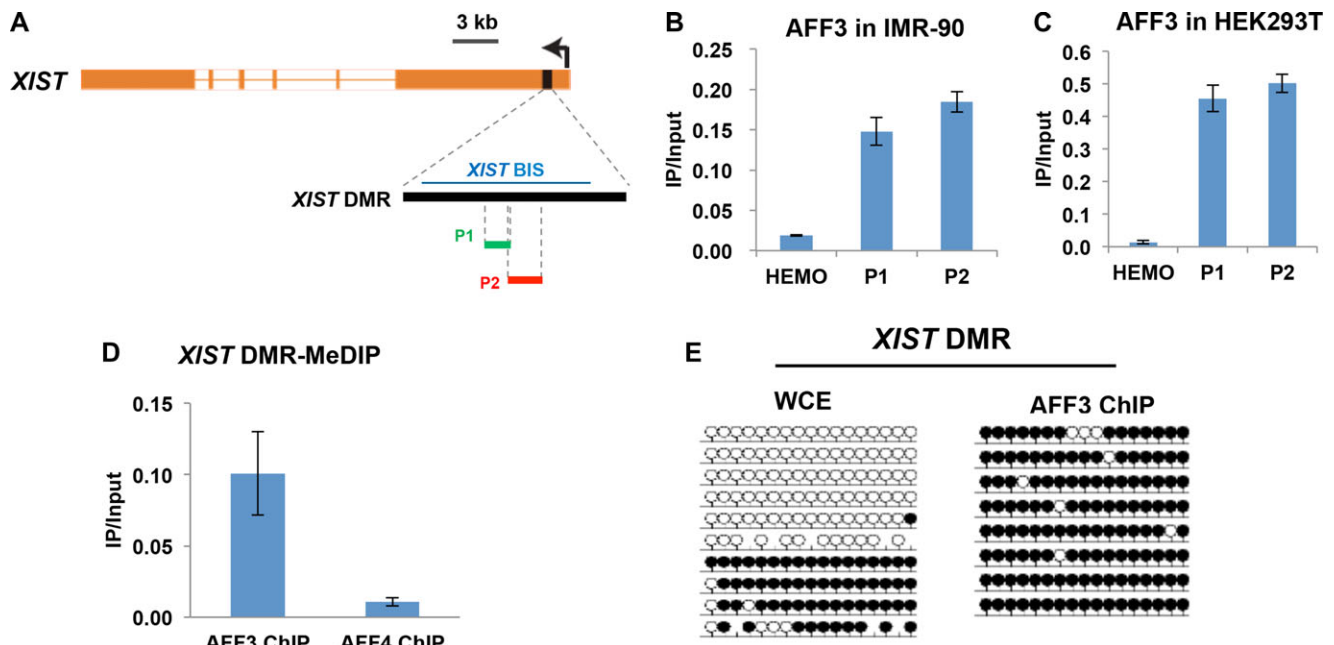 A
3 kb
XIST
XIST BIS
XIST DMR
P1
P2
B
AFF3 in IMR-90
0.25
0.20
0.15
0.10
0.05
0.00
IP/Input
HEMO P1 P2
C
AFF3 in HEK293T
0.6
0.5
0.4
0.3
0.2
0.1
0.0
IP/Input
HEMO P1 P2
D
XIST DMR-MeDIP
0.15
0.10
0.05
0.00
IP/Input
AFF3 ChIP AFF4 ChIP
E
XIST DMR
WCE
AFF3 ChIP